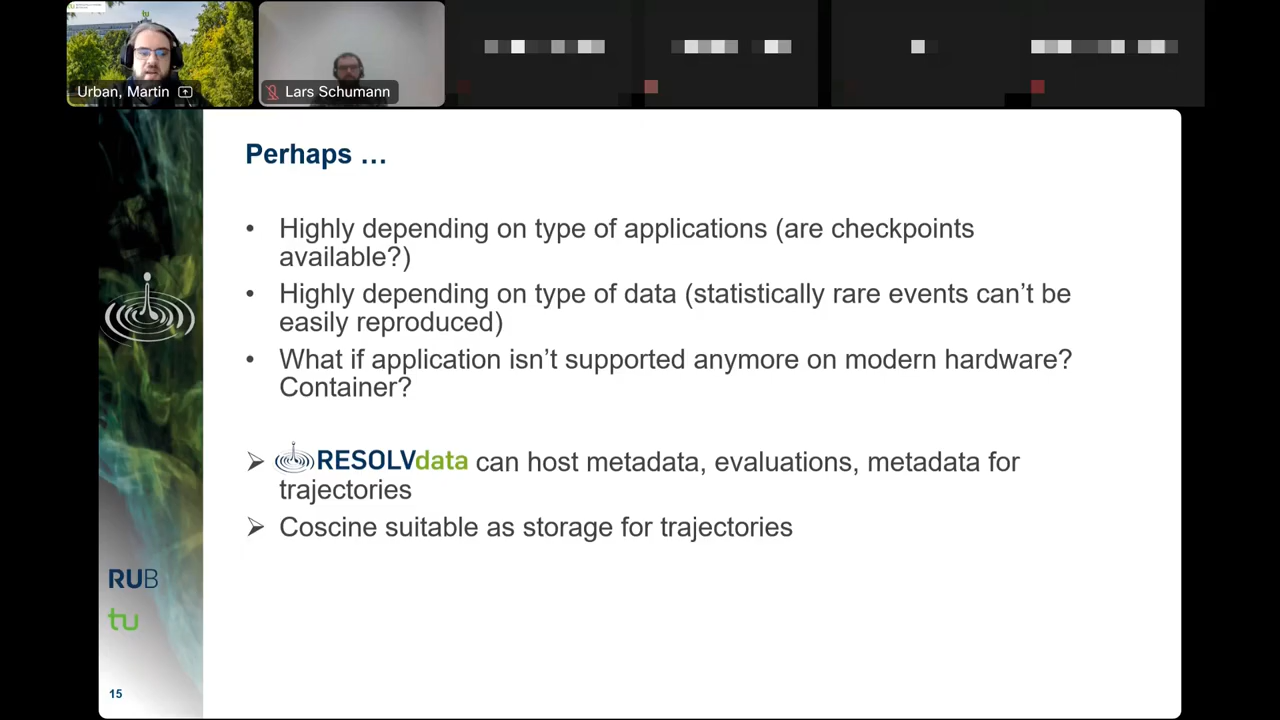 Urban, Martin
Lars Schumann
Perhaps …
• Highly depending on type of applications (are checkpoints
available?)
• Highly depending on type of data (statistically rare events can’t be
easily reproduced)
• What if application isn’t supported anymore on modern hardware?
Container?
➢ RESOLVdata can host metadata, evaluations, metadata for
trajectories
➢ Coscine suitable as storage for trajectories
RUB
tu
15